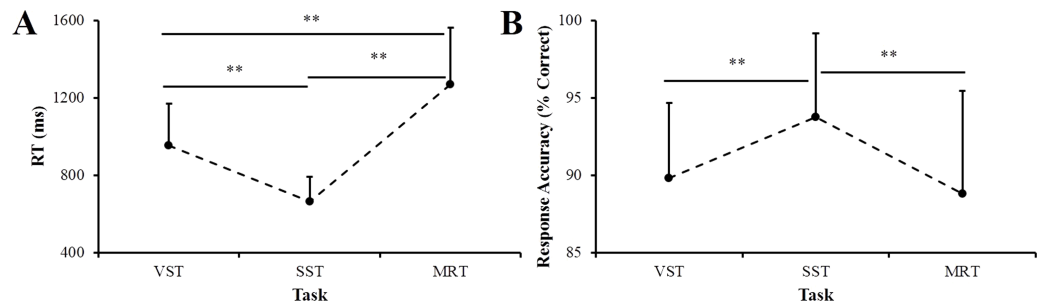 A
RT (ms)
1600
1200
800
400
**
**
**
VST
SST
MRT
Task
B
Response Accuracy (% Correct)
100
95
90
85
**
**
VST
SST
MRT
Task